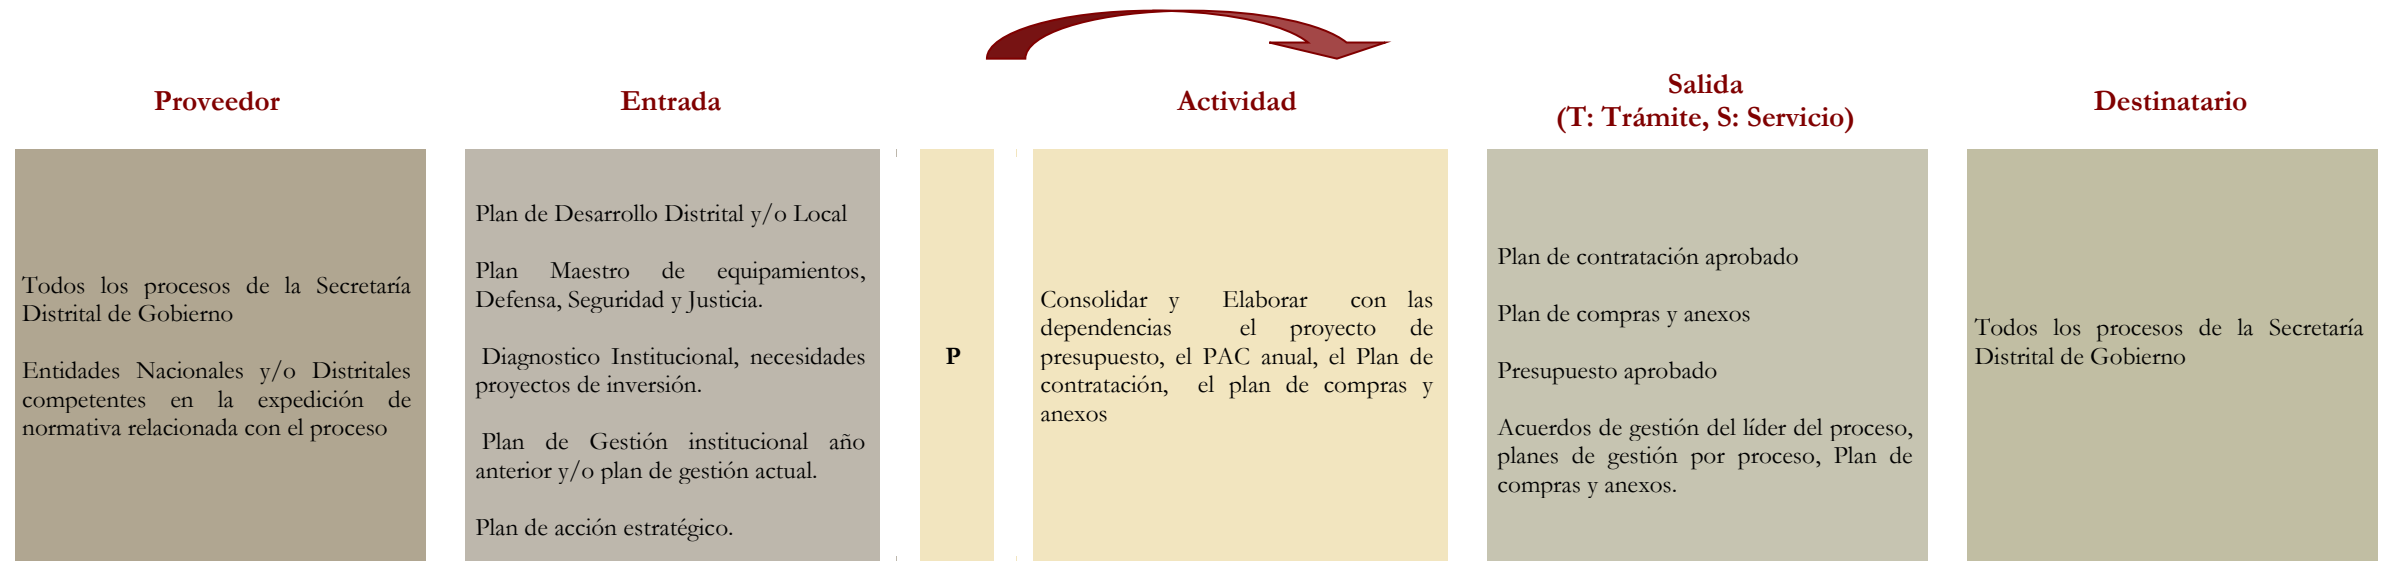 Proveedor
Entrada
Actividad
Salida
(T: Trámite, S: Servicio)
Destinatario
Todos los procesos de la Secretaría
Distrital de Gobierno
Entidades Nacionales y/o Distritales
competentes en la expedición de
normativa relacionada con el proceso
Plan de Desarrollo Distrital y/o Local
Plan Maestro de equipamientos,
Defensa, Seguridad y Justicia.
Diagnostico Institucional, necesidades
proyectos de inversión.
Plan de Gestión institucional año
anterior y/o plan de gestión actual.
Plan de acción estratégico.
P
Consolidar y Elaborar con las
dependencias el proyecto de
presupuesto, el PAC anual, el Plan de
contratación, el plan de compras y
anexos
Plan de contratación aprobado
Plan de compras y anexos
Presupuesto aprobado
Acuerdos de gestión del líder del proceso,
planes de gestión por proceso, Plan de
compras y anexos.
Todos los procesos de la Secretaría
Distrital de Gobierno